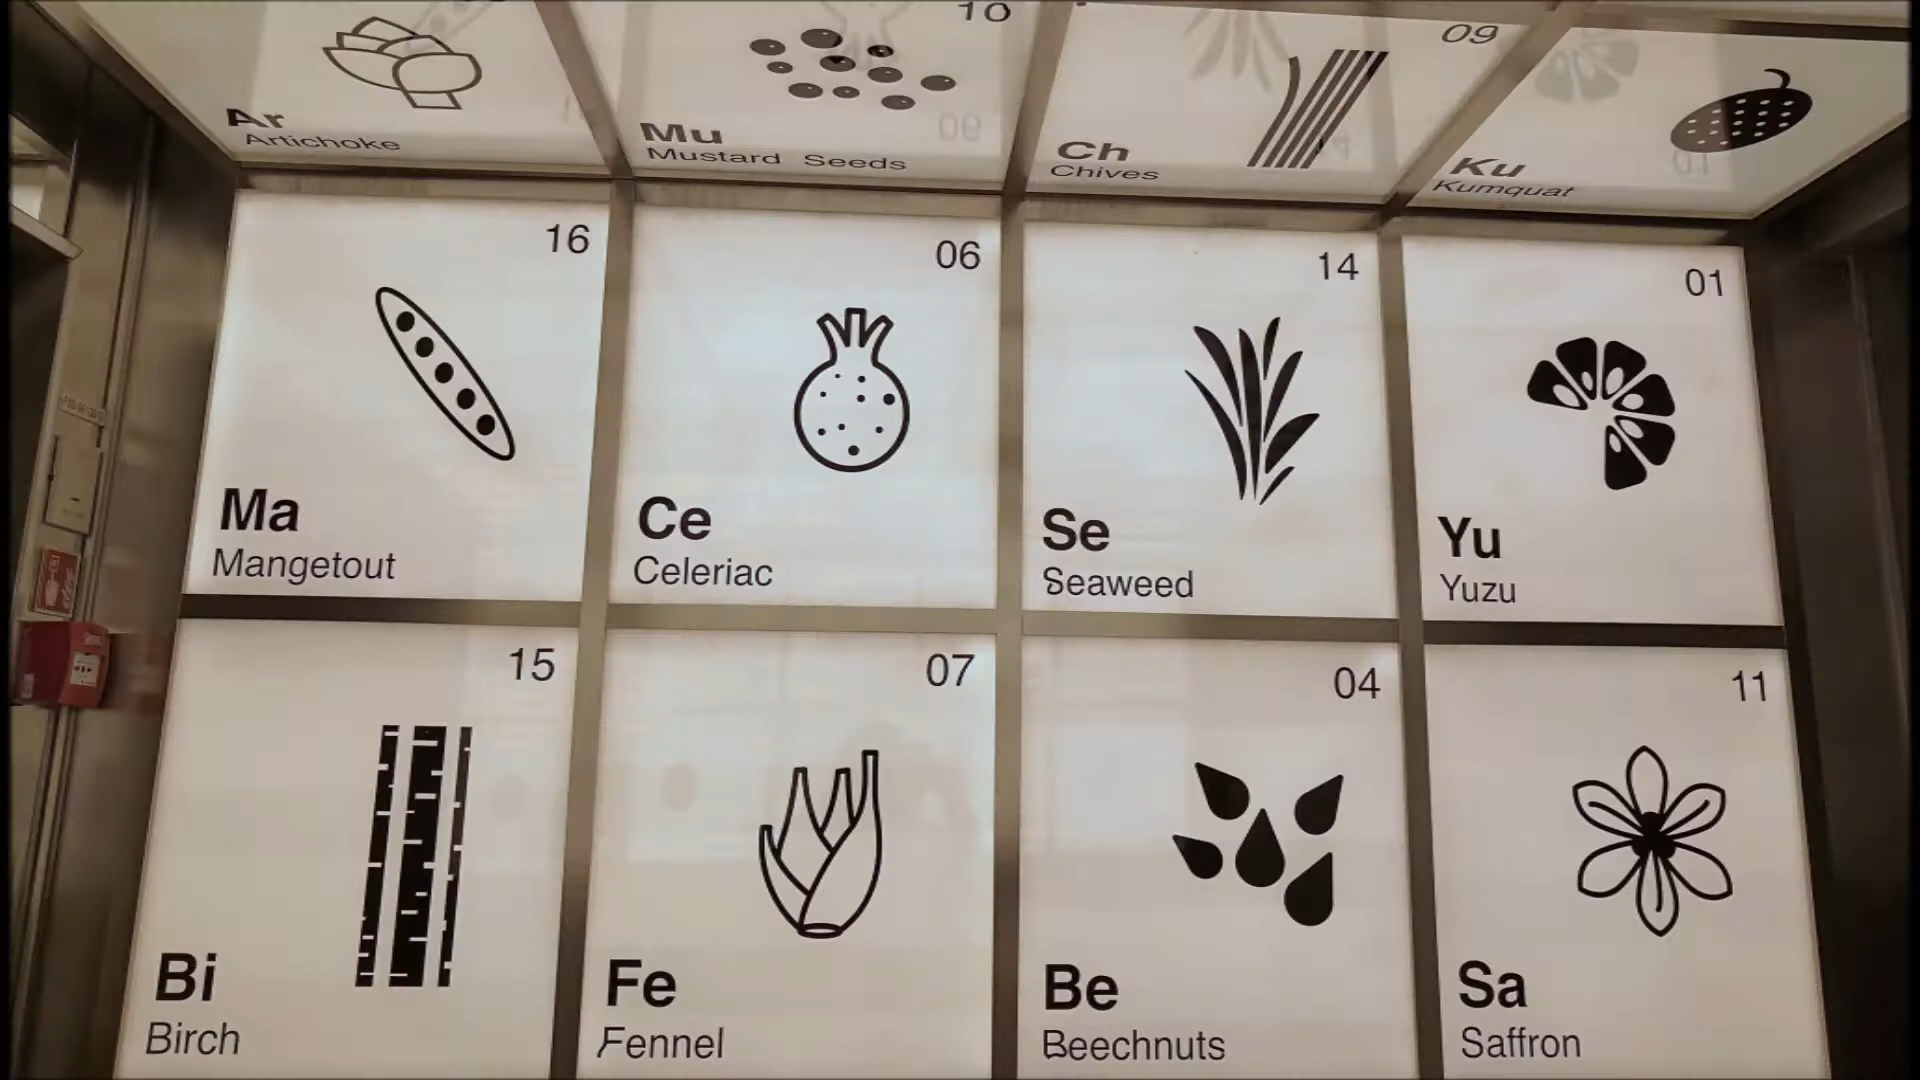 Ar
Artichoke
10
Mu
Mustard Seeds
09
Ch
Chives
Ku
Kumquat
16
Ma
Mangetout
06
Ce
Celeriac
14
Se
Seaweed
01
Yu
Yuzu
15
Bi
Birch
07
Fe
Fennel
04
Be
Beechnuts
11
Sa
Saffron